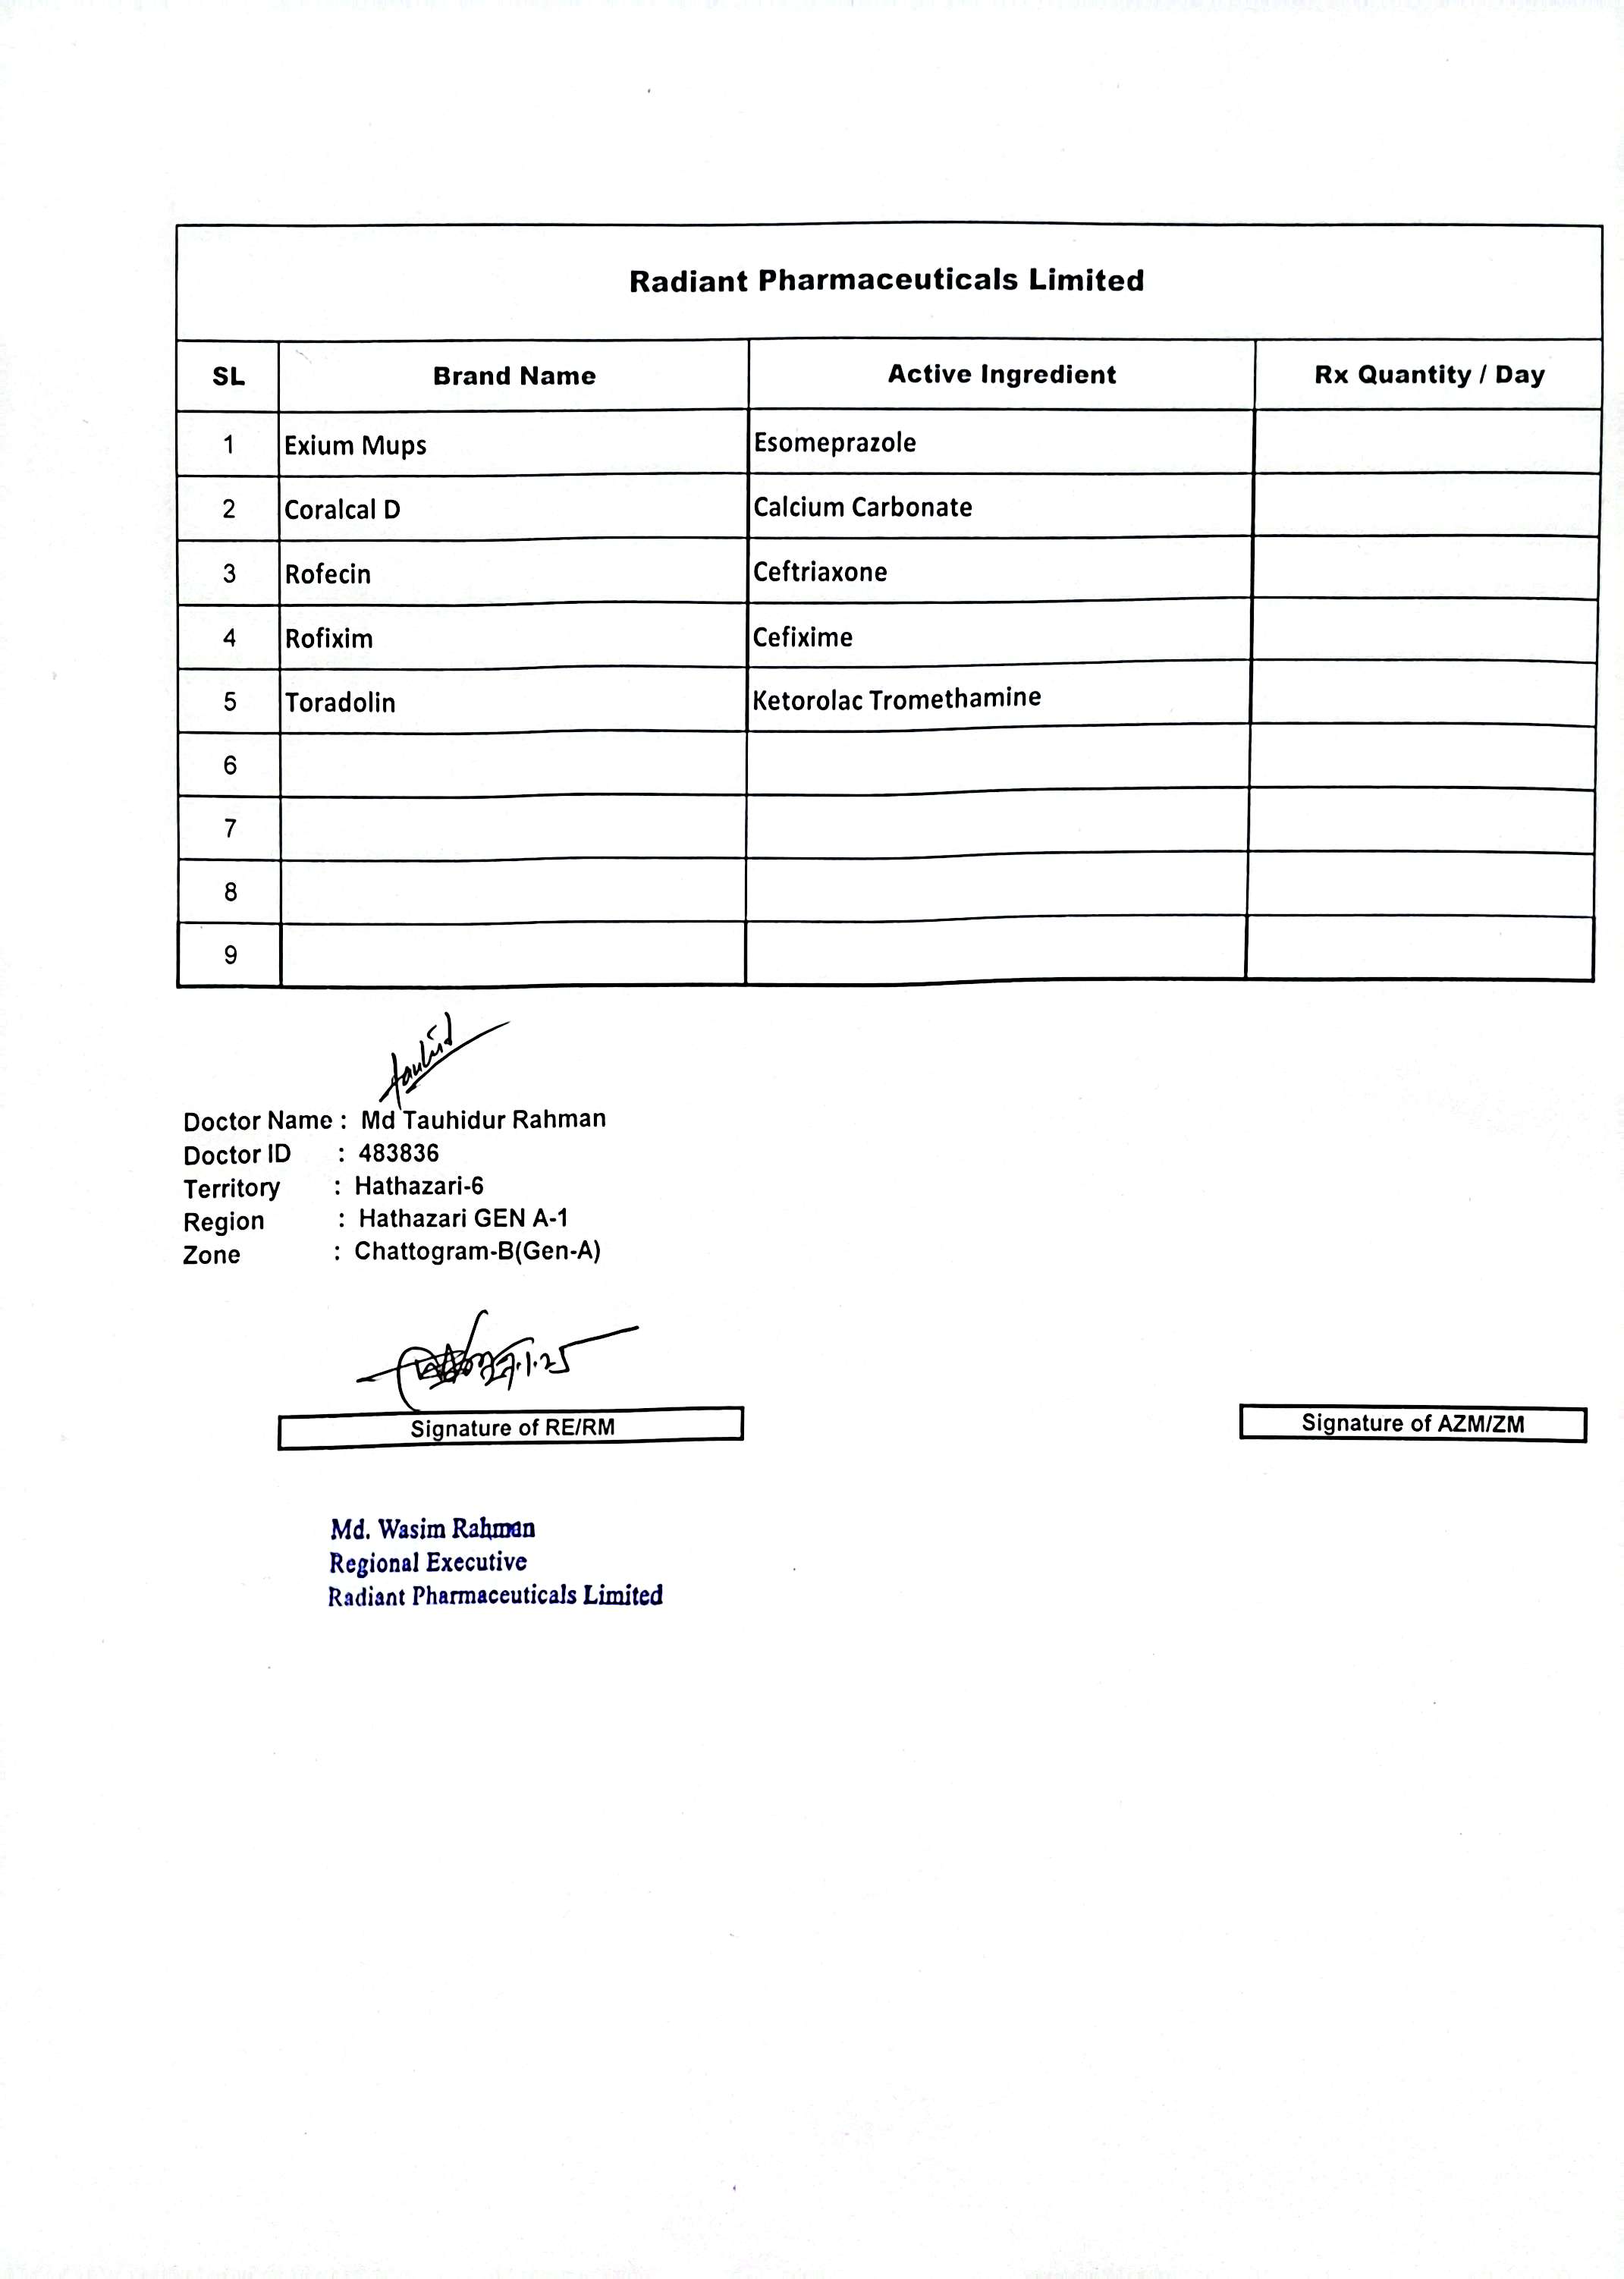 Radiant Pharmaceuticals Limited
SL Brand Name Active Ingredient Rx Quantity / Day
1 Exium Mups Esomeprazole
2 Coralcal D Calcium Carbonate
3 Rofecin Ceftriaxone
4 Rofixim Cefixime
5 Toradolin Ketorolac Tromethamine
6
7
8
9
Doctor Name : Md Tauhidur Rahman
Doctor ID : 483836
Territory : Hathazari-6
Region : Hathazari GEN A-1
Zone : Chattogram-B(Gen-A)
27.1.25
Signature of RE/RM Signature of AZM/ZM
Md. Wasim Rahman
Regional Executive
Radiant Pharmaceuticals Limited